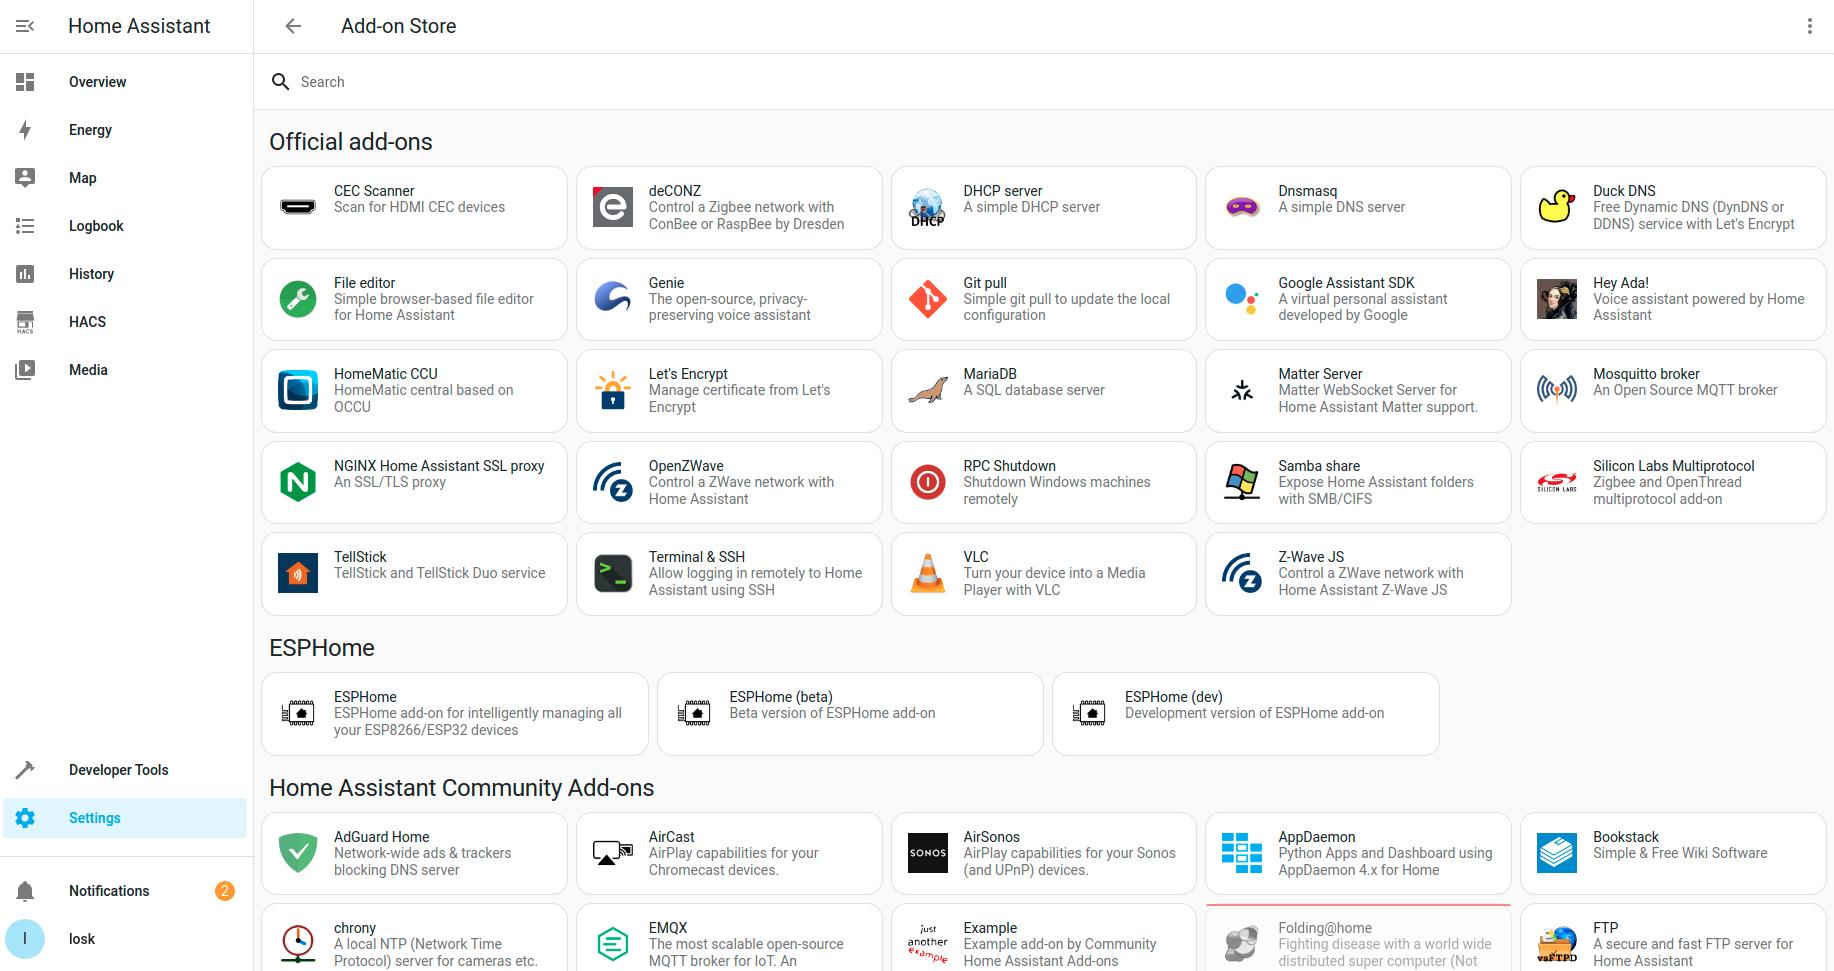 Home Assistant
Add-on Store
Overview
Energy
Map
Logbook
History
HACS
HACS
Media
Developer Tools
Settings
Notifications
2
l
losk
Search
Official add-ons
CEC Scanner
Scan for HDMI CEC devices
deCONZ
Control a Zigbee network with
ConBee or RaspBee by Dresden
DHCP
DHCP server
A simple DHCP server
Dnsmasq
A simple DNS server
Duck DNS
Free Dynamic DNS (DynDNS or
DDNS) service with Let's Encrypt
File editor
Simple browser-based file editor
for Home Assistant
Genie
The open-source, privacy-
preserving voice assistant
Git pull
Simple git pull to update the local
configuration
Google Assistant SDK
A virtual personal assistant
developed by Google
Hey Ada!
Voice assistant powered by Home
Assistant
HomeMatic CCU
HomeMatic central based on
OCCU
Let's Encrypt
Manage certificate from Let's
Encrypt
MariaDB
A SQL database server
Matter Server
Matter WebSocket Server for
Home Assistant Matter support.
Mosquitto broker
An Open Source MQTT broker
NGINX Home Assistant SSL proxy
An SSL/TLS proxy
OpenZWave
Control a ZWave network with
Home Assistant
RPC Shutdown
Shutdown Windows machines
remotely
Samba share
Expose Home Assistant folders
with SMB/CIFS
SILICON LABS
Silicon Labs Multiprotocol
Zigbee and OpenThread
multiprotocol add-on
TellStick
TellStick and TellStick Duo service
Terminal & SSH
Allow logging in remotely to Home
Assistant using SSH
VLC
Turn your device into a Media
Player with VLC
Z-Wave JS
Control a ZWave network with
Home Assistant Z-Wave JS
ESPHome
ESPHome
ESPHome add-on for intelligently managing all
your ESP8266/ESP32 devices
ESPHome (beta)
Beta version of ESPHome add-on
ESPHome (dev)
Development version of ESPHome add-on
Home Assistant Community Add-ons
AdGuard Home
Network-wide ads & trackers
blocking DNS server
AirCast
AirPlay capabilities for your
Chromecast devices.
SONOS
AirSonos
AirPlay capabilities for your Sonos
(and UPnP) devices.
AppDaemon
Python Apps and Dashboard using
AppDaemon 4.x for Home
Bookstack
Simple & Free Wiki Software
chrony
A local NTP (Network Time
Protocol) server for cameras etc.
EMQX
The most scalable open-source
MQTT broker for IoT. An
just
another
example
Example
Example add-on by Community
Home Assistant Add-ons
Folding@home
Fighting disease with a world wide
distributed super computer (Not
vsFTPD
FTP
A secure and fast FTP server for
Home Assistant